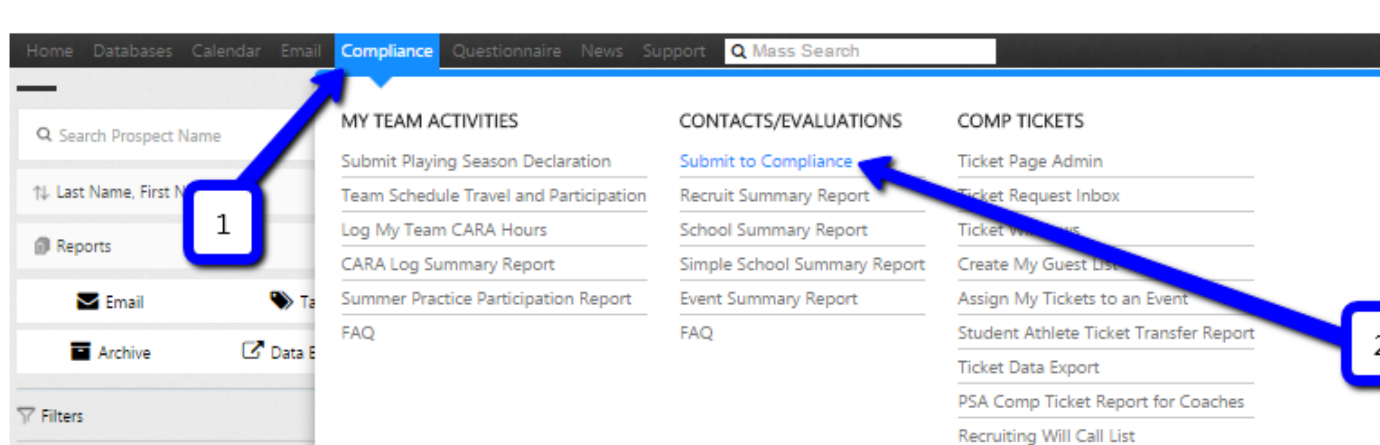 Home Databases Calendar Email Compliance Questionnaire News Support Mass Search
Search Prospect Name
Last Name, First N
Reports
Email
Archive Data E
Filters
1
MY TEAM ACTIVITIES
Submit Playing Season Declaration
Team Schedule Travel and Participation
Log My Team CARA Hours
CARA Log Summary Report
Summer Practice Participation Report
FAQ
CONTACTS/EVALUATIONS
Submit to Compliance
Recruit Summary Report
School Summary Report
Simple School Summary Report
Event Summary Report
FAQ
COMP TICKETS
Ticket Page Admin
Ticket Request Inbox
Ticket Windows
Create My Guest List
Assign My Tickets to an Event
Student Athlete Ticket Transfer Report
Ticket Data Export
PSA Comp Ticket Report for Coaches
Recruiting Will Call List
2